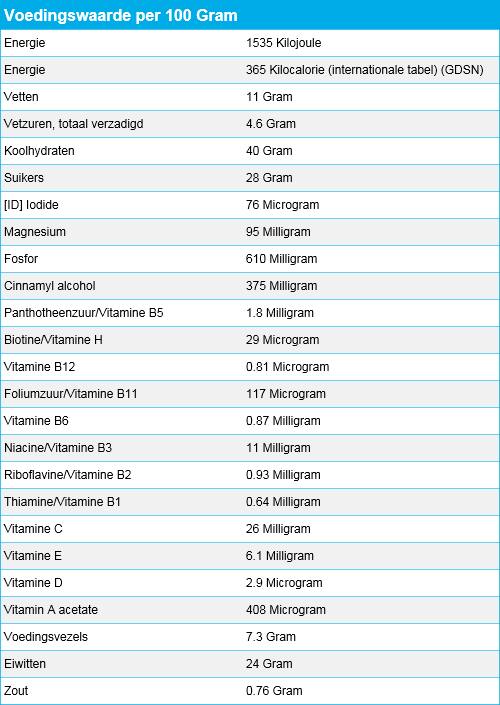 Voedingswaarde per 100 Gram
Energie 1535 Kilojoule
Energie 365 Kilocalorie (internationale tabel) (GDSN)
Vetten 11 Gram
Vetzuren, totaal verzadigd 4.6 Gram
Koolhydraten 40 Gram
Suikers 28 Gram
[ID] Iodide 76 Microgram
Magnesium 95 Milligram
Fosfor 610 Milligram
Cinnamyl alcohol 375 Milligram
Panthotheenzuur/Vitamine B5 1.8 Milligram
Biotine/Vitamine H 29 Microgram
Vitamine B12 0.81 Microgram
Foliumzuur/Vitamine B11 117 Microgram
Vitamine B6 0.87 Milligram
Niacine/Vitamine B3 11 Milligram
Riboflavine/Vitamine B2 0.93 Milligram
Thiamine/Vitamine B1 0.64 Milligram
Vitamine C 26 Milligram
Vitamine E 6.1 Milligram
Vitamine D 2.9 Microgram
Vitamin A acetate 408 Microgram
Voedingsvezels 7.3 Gram
Eiwitten 24 Gram
Zout 0.76 Gram